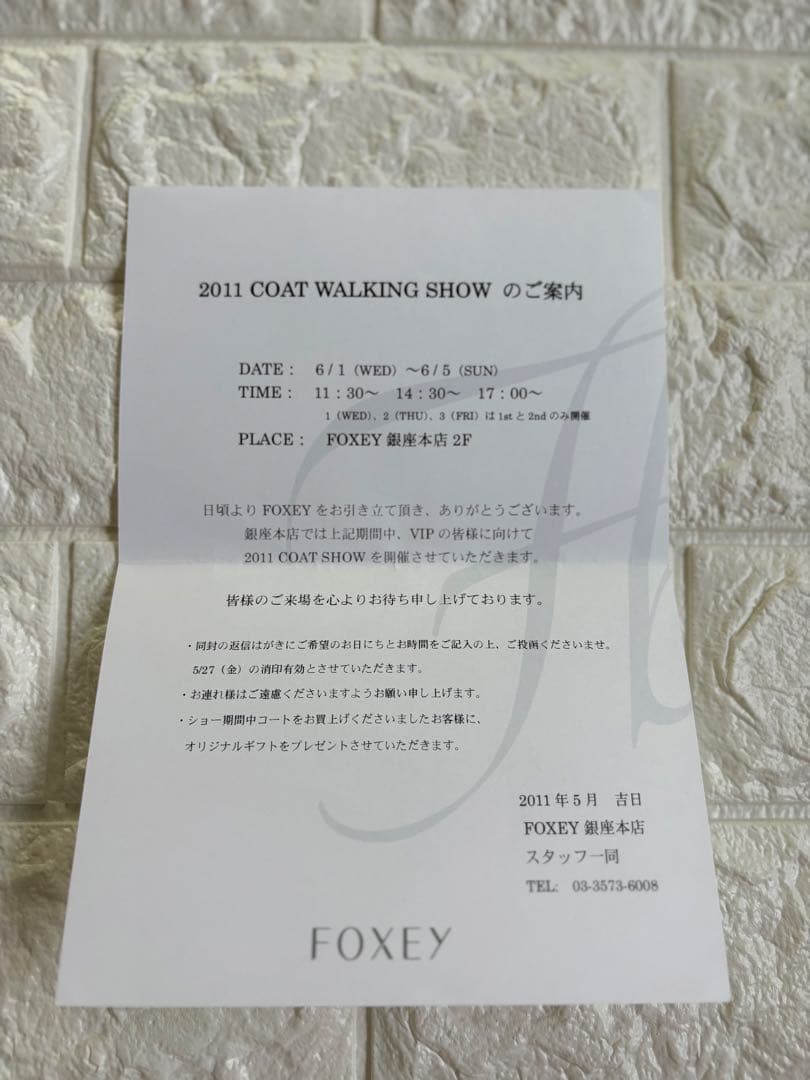 2011 COAT WALKING SHOW のご案内
DATE： 6/1（WED）～6/5（SUN）
TIME： 11：30～ 14：30～ 17：00～
1（WED）、2（THU）、3（FRI）は1stと2ndのみ開催
PLACE： FOXEY 銀座本店 2F
日頃より FOXEY をお引き立て頂き、ありがとうございます。
銀座本店では上記期間中、VIP の皆様に向けて
2011 COAT SHOW を開催させていただきます。
皆様のご来場を心よりお待ち申し上げております。
・同封の返信はがきにご希望のお日にちとお時間をご記入の上、ご投函くださいませ。
5/27（金）の消印有効とさせていただきます。
・お連れ様はご遠慮くださいますようお願い申し上げます。
・ショー期間中コートをお買上げくださいましたお客様に、
オリジナルギフトをプレゼントさせていただきます。
2011 年 5 月　吉日
FOXEY 銀座本店
スタッフ一同
TEL: 03-3573-6008
FOXEY